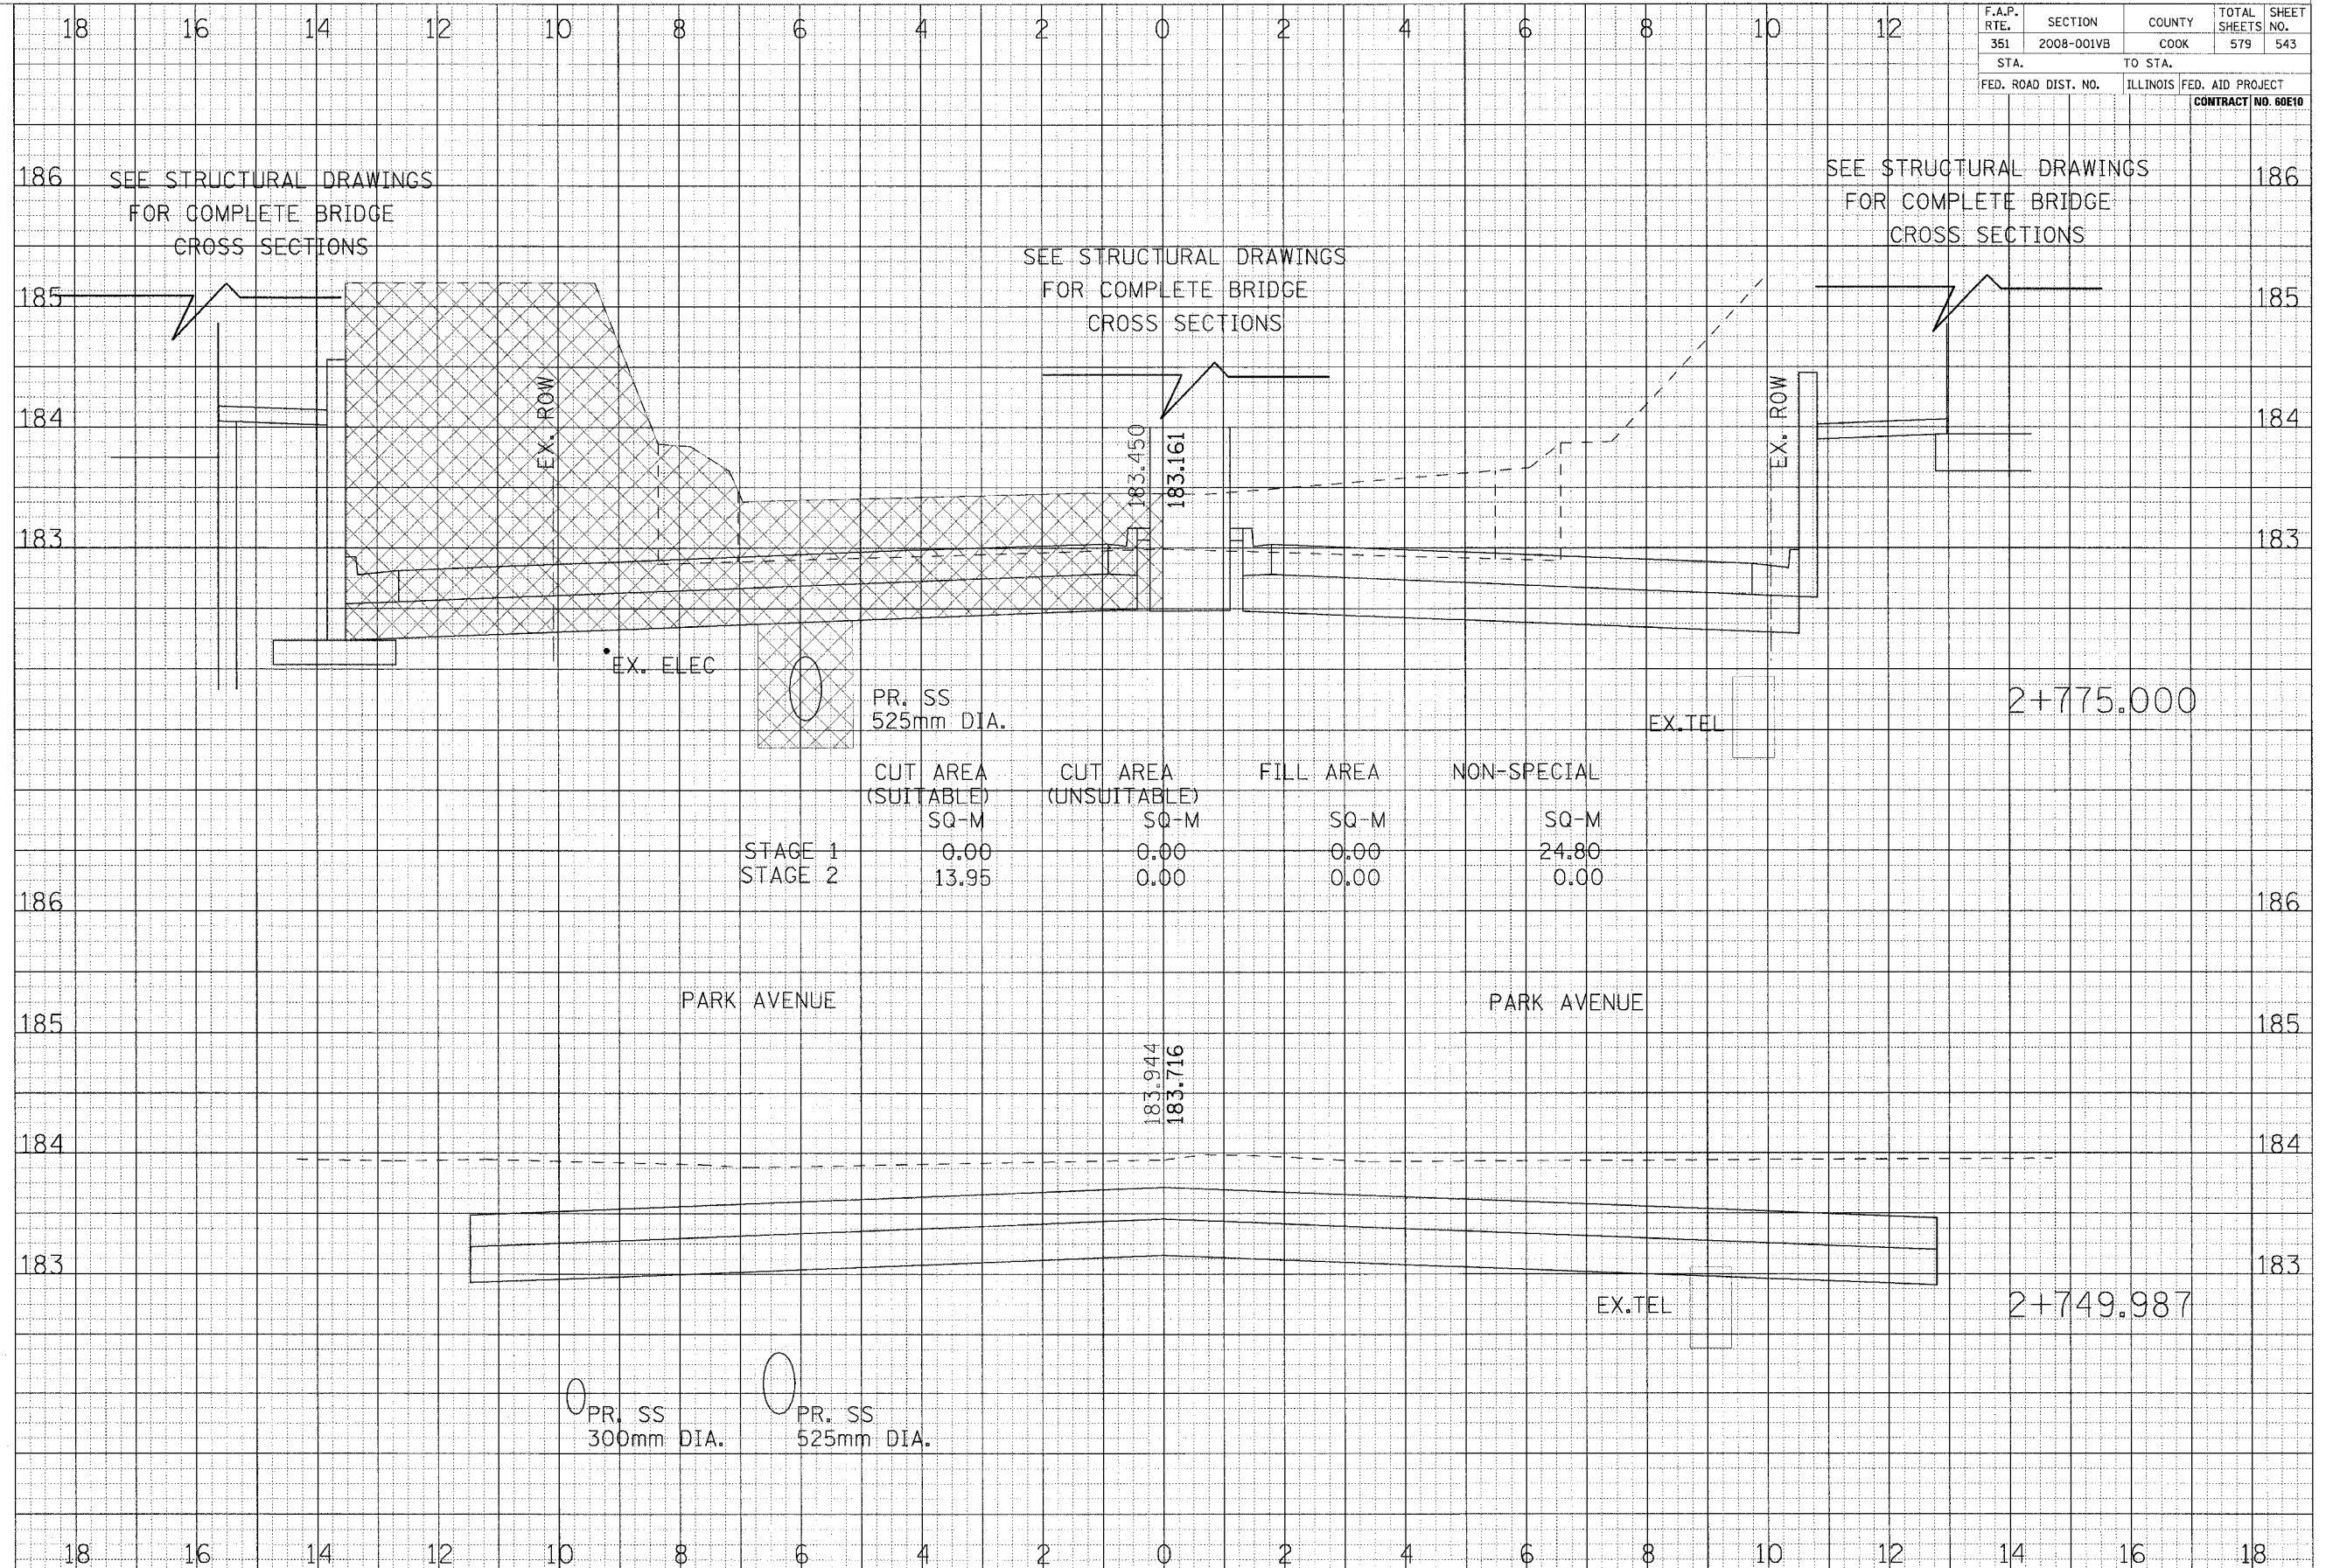 18 16 14 12 10 8 6 4 2 0 2 4 6 8 10 12
F.A.P. RTE. SECTION COUNTY TOTAL SHEETS SHEET NO.
351 2008-001VB COOK 579 543
STA. TO STA.
FED. ROAD DIST. NO. ILLINOIS FED. AID PROJECT
CONTRACT NO. 60E10
186 186
SEE STRUCTURAL DRAWINGS
FOR COMPLETE BRIDGE
CROSS SECTIONS
SEE STRUCTURAL DRAWINGS
FOR COMPLETE BRIDGE
CROSS SECTIONS
SEE STRUCTURAL DRAWINGS
FOR COMPLETE BRIDGE
CROSS SECTIONS
185 185
184 184
EX. ROW
183.450
183.161
EX. ROW
183 183
EX. ELEC
PR. SS
525mm DIA.
EX.TEL
2+775.000
CUT AREA (SUITABLE) CUT AREA (UNSUITABLE) FILL AREA NON-SPECIAL
SQ-M SQ-M SQ-M SQ-M
STAGE 1 0.00 0.00 0.00 24.80
STAGE 2 13.95 0.00 0.00 0.00
186 186
PARK AVENUE PARK AVENUE
185 185
183.944
183.716
184 184
183 183
EX.TEL
2+749.987
PR. SS
300mm DIA.
PR. SS
525mm DIA.
18 16 14 12 10 8 6 4 2 0 2 4 6 8 10 12 14 16 18